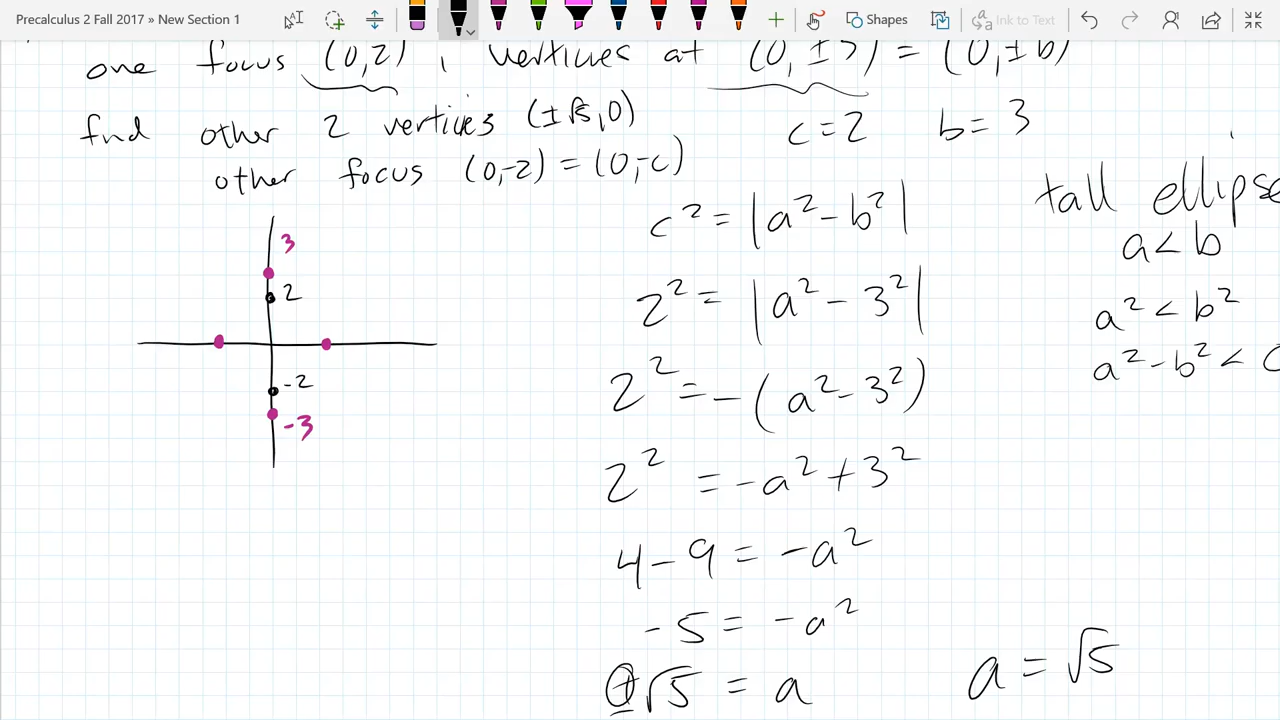 Precalculus 2 Fall 2017 » New Section 1
Shapes
Ink to Text
one focus (0,2), vertices at (0,±3) = (0,±b)
find other 2 vertices (±√5,0)
c=2 b=3
other focus (0,-2) = (0,-c)
tall ellipse
c² = |a² - b²|
a < b
3
2² = |a² - 3²|
2
a² < b²
a² - b² <
2² = -(a² - 3²)
-2
-3
2² = -a² + 3²
4 - 9 = -a²
-5 = -a²
±√5 = a
a = √5